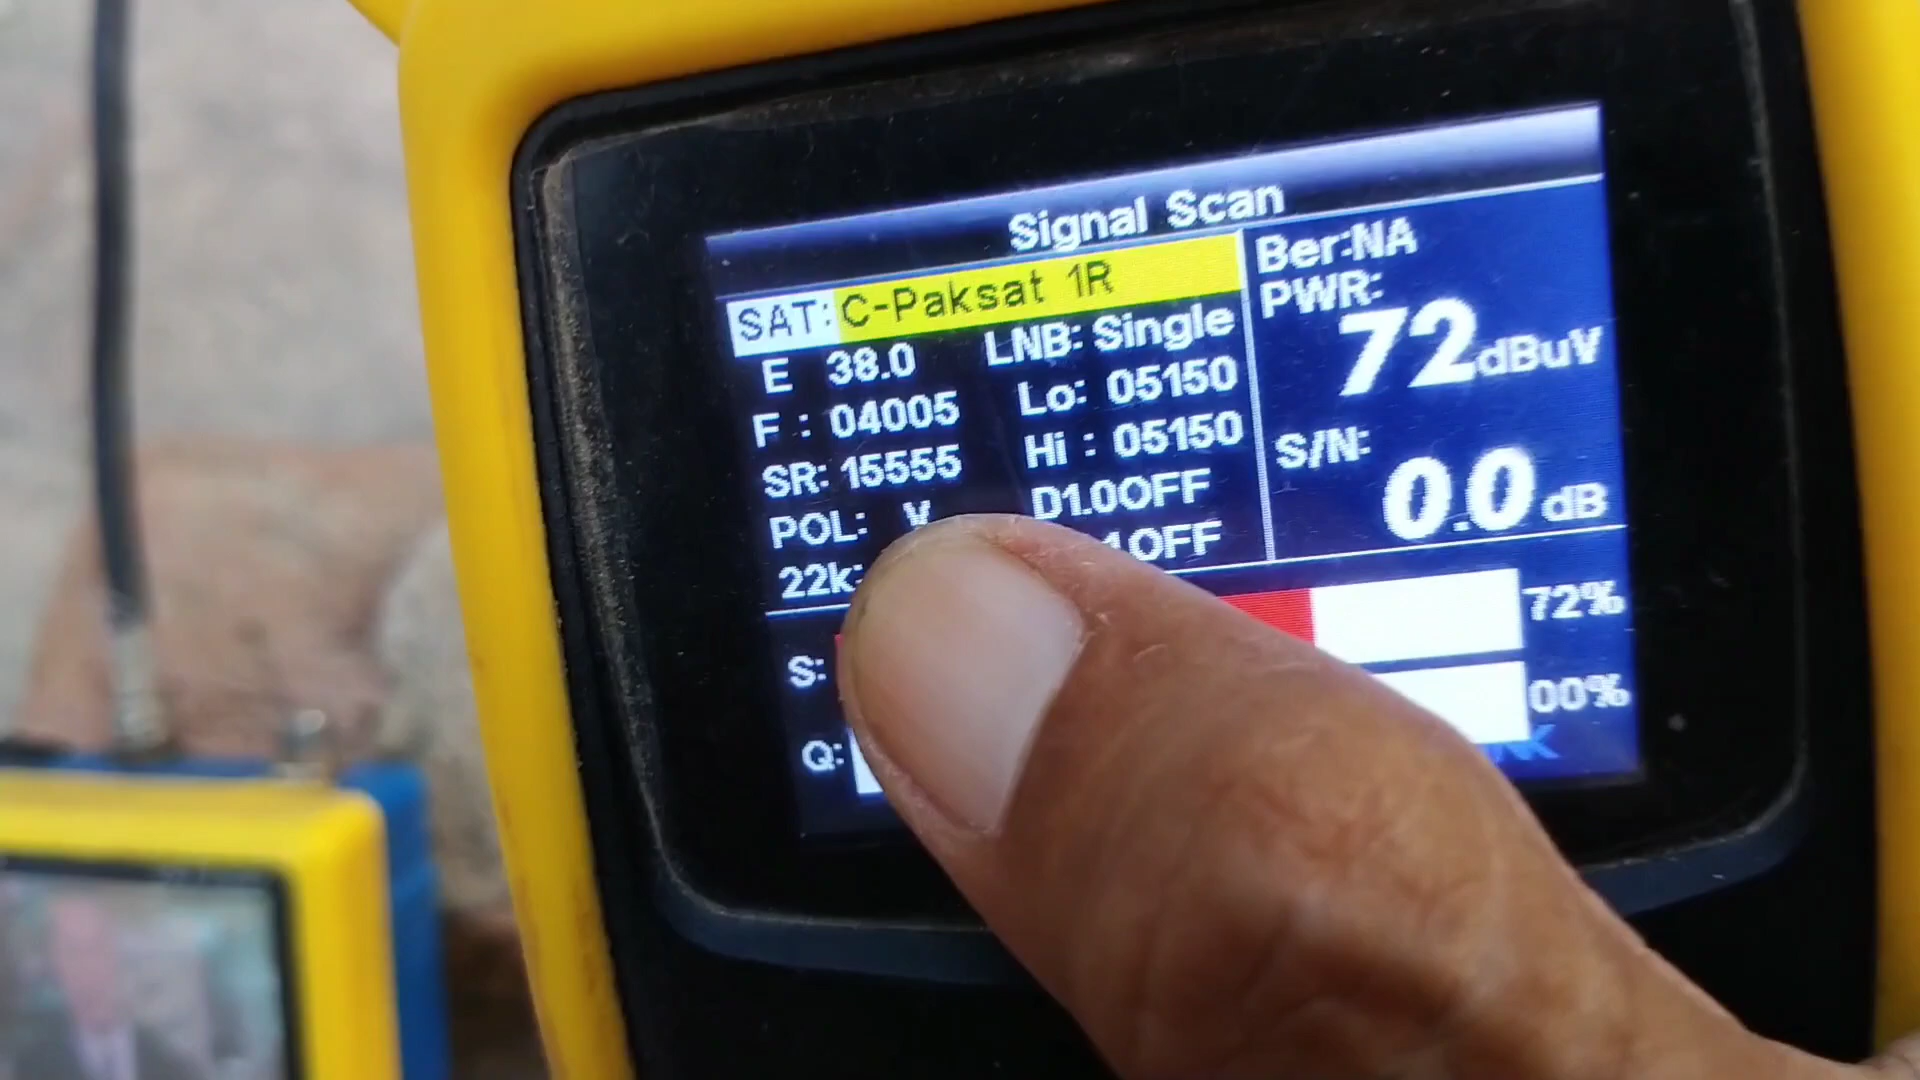 Signal Scan
SAT: C-Paksat 1R
E 38.0 LNB: Single
F : 04005 Lo: 05150
SR: 15555 Hi : 05150
POL: V D1.0OFF
22k: .1OFF
Ber:NA
PWR:
72dBuV
S/N:
0.0 dB
S: 72%
Q: 00%